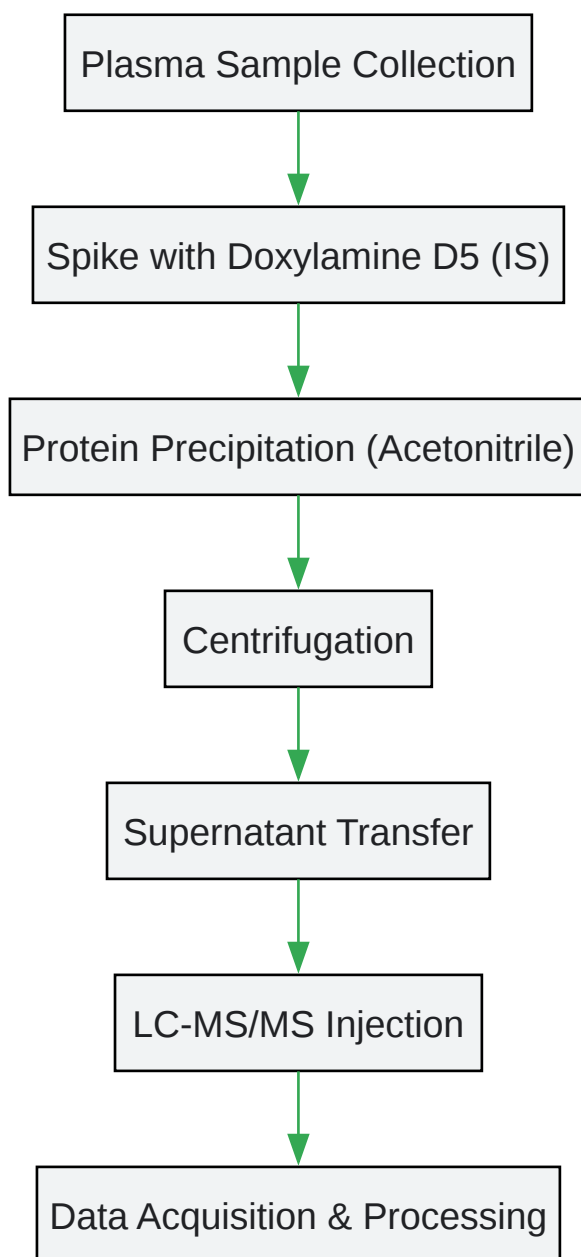 Plasma Sample Collection
Spike with Doxylamine D5 (IS)
Protein Precipitation (Acetonitrile)
Centrifugation
Supernatant Transfer
LC-MS/MS Injection
Data Acquisition & Processing